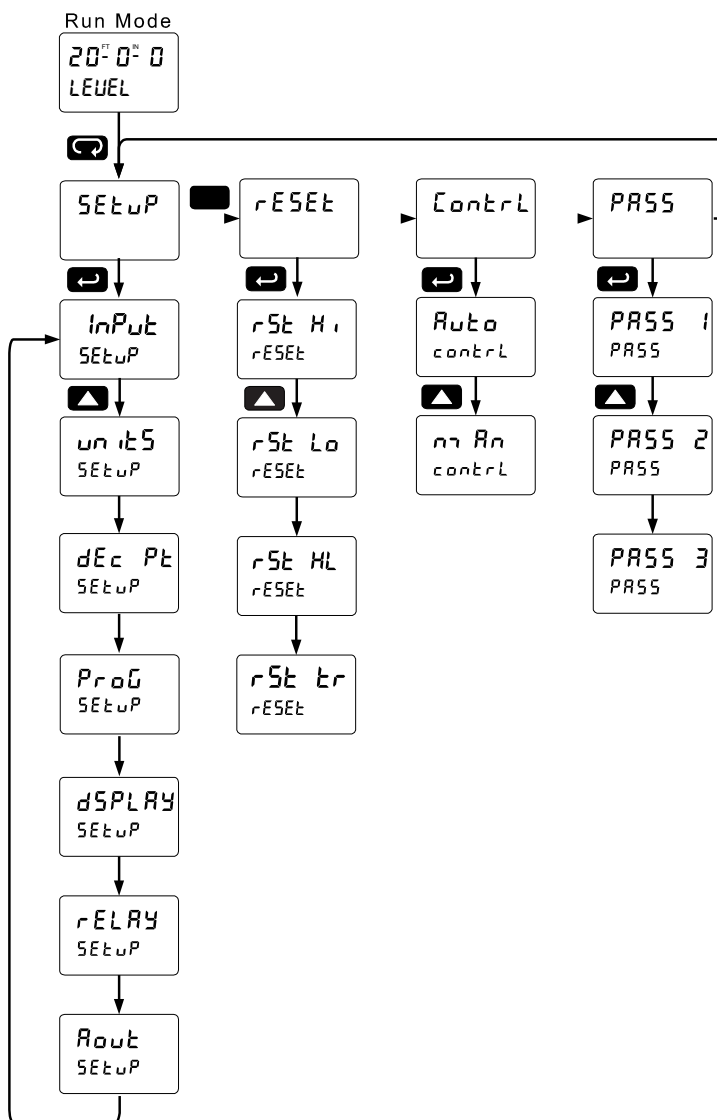 Run Mode
20 FT - 0 IN - 0
LEVEL
SEtuP
rESEt
ContrL
PASS
InPut
SEtuP
rSt Hi
rESEt
Auto
contrL
PASS 1
PASS
unitS
SEtuP
rSt Lo
rESEt
mAn
contrL
PASS 2
PASS
dEc Pt
SEtuP
rSt HL
rESEt
PASS 3
PASS
ProG
SEtuP
rSt tr
rESEt
dSPLAY
SEtuP
rELAY
SEtuP
Aout
SEtuP